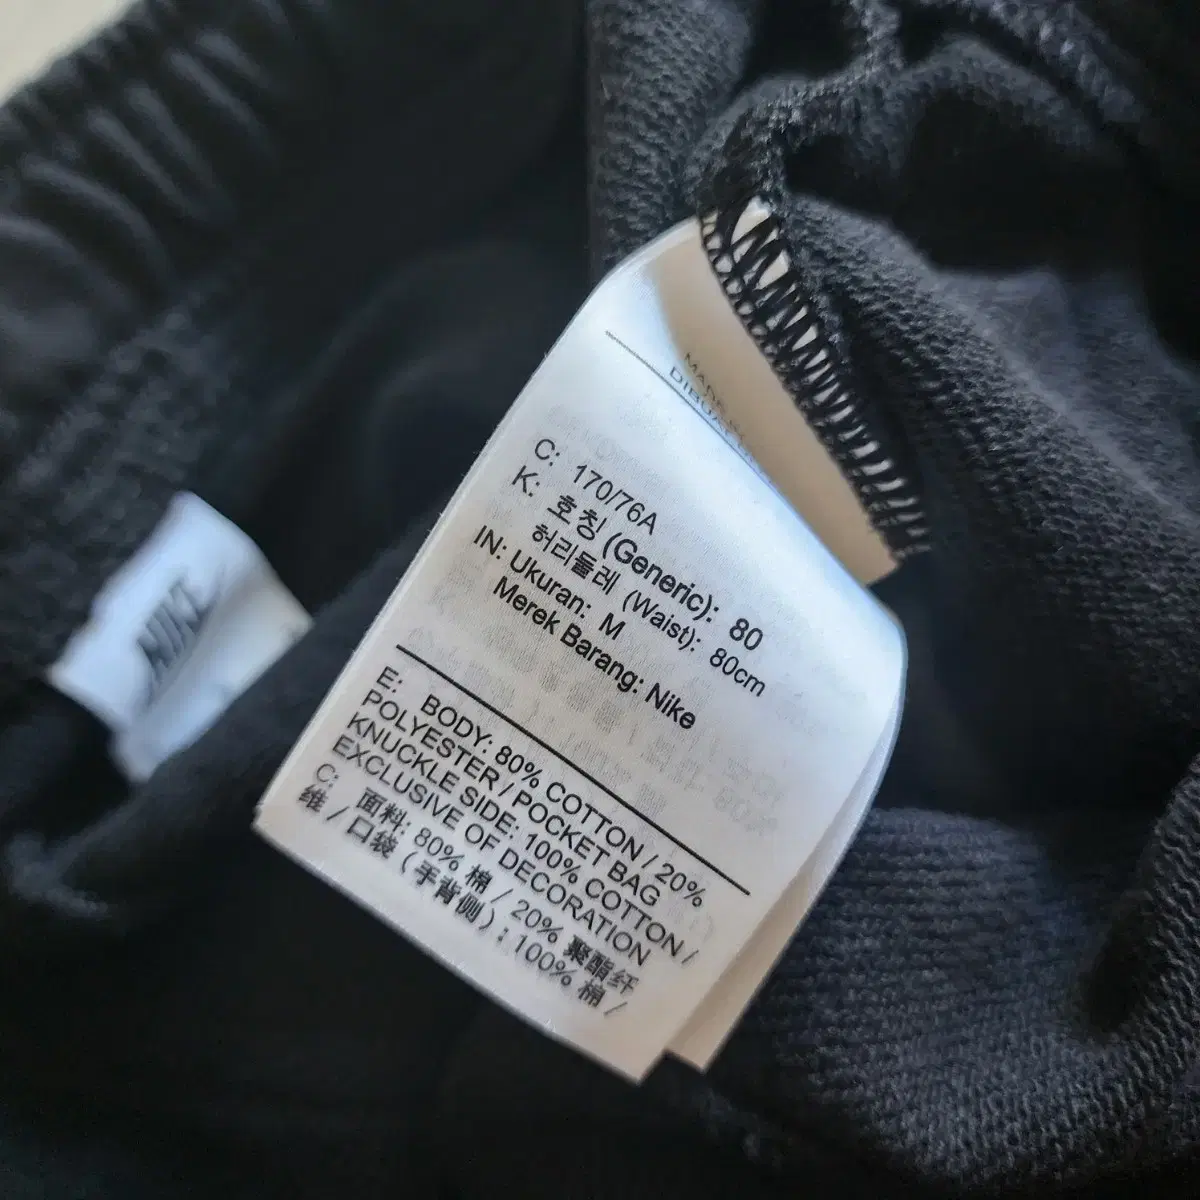 DIBUAT
C: 170/76A
K: 호칭 (Generic): 80
허리둘레 (Waist): 80cm
IN: Ukuran: M
Merek Barang: Nike
E: BODY: 80% COTTON / 20%
POLYESTER / POCKET BAG
KNUCKLE SIDE: 100% COTTON /
EXCLUSIVE OF DECORATION
C: 面料: 80% 棉 / 20% 聚酯纤
维 / 口袋 (手背侧) : 100% 棉 /
NIKE